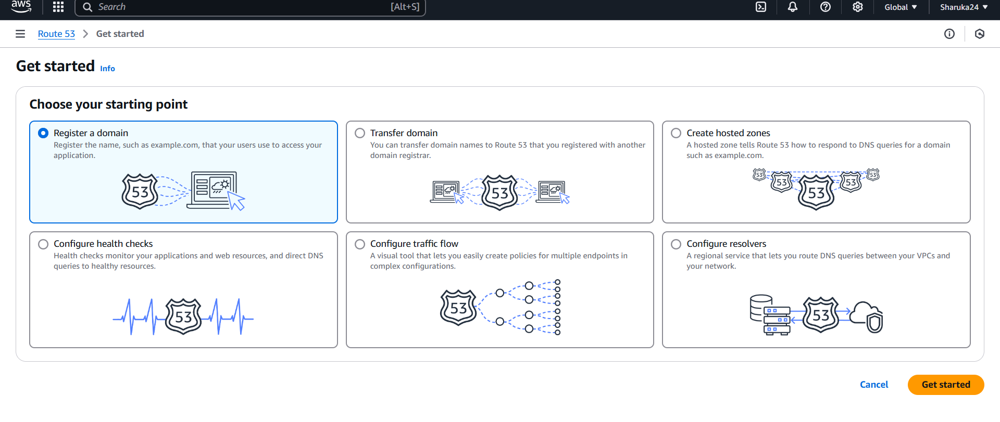 aws
Search
[Alt+S]
Global
Sharuka24
Route 53
Get started
Get started
Info
Choose your starting point
Register a domain
Register the name, such as example.com, that your users use to access your
application.
53
Transfer domain
You can transfer domain names to Route 53 that you registered with another
domain registrar.
53
Create hosted zones
A hosted zone tells Route 53 how to respond to DNS queries for a domain
such as example.com.
53
53
53
53
53
Configure health checks
Health checks monitor your applications and web resources, and direct DNS
queries to healthy resources.
53
Configure traffic flow
A visual tool that lets you easily create policies for multiple endpoints in
complex configurations.
53
Configure resolvers
A regional service that lets you route DNS queries between your VPCs and
your network.
53
Cancel
Get started